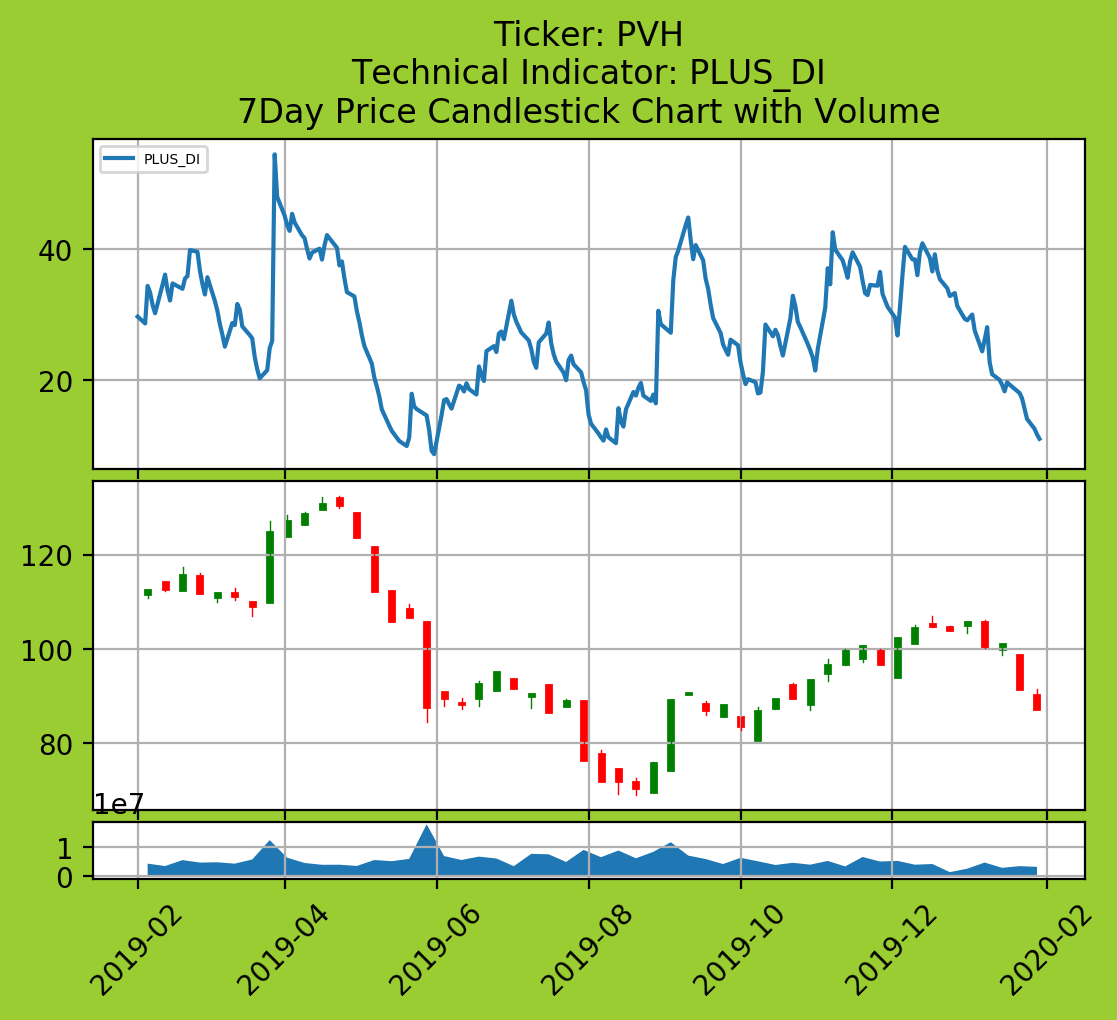 Ticker: PVH
Technical Indicator: PLUS_DI
7Day Price Candlestick Chart with Volume
PLUS_DI
40
20
120
100
80
1e7
1
0
2019-02
2019-04
2019-06
2019-08
2019-10
2019-12
2020-02